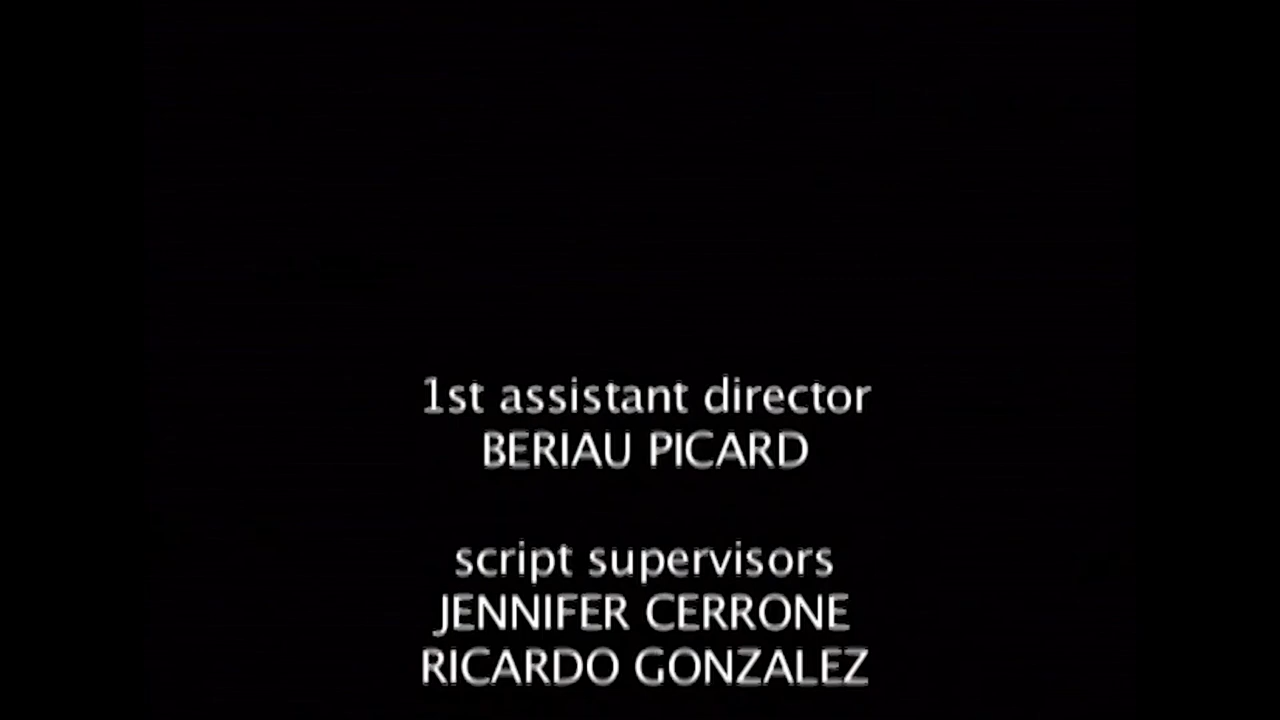 1st assistant director
BERIAU PICARD
script supervisors
JENNIFER CERRONE
RICARDO GONZALEZ